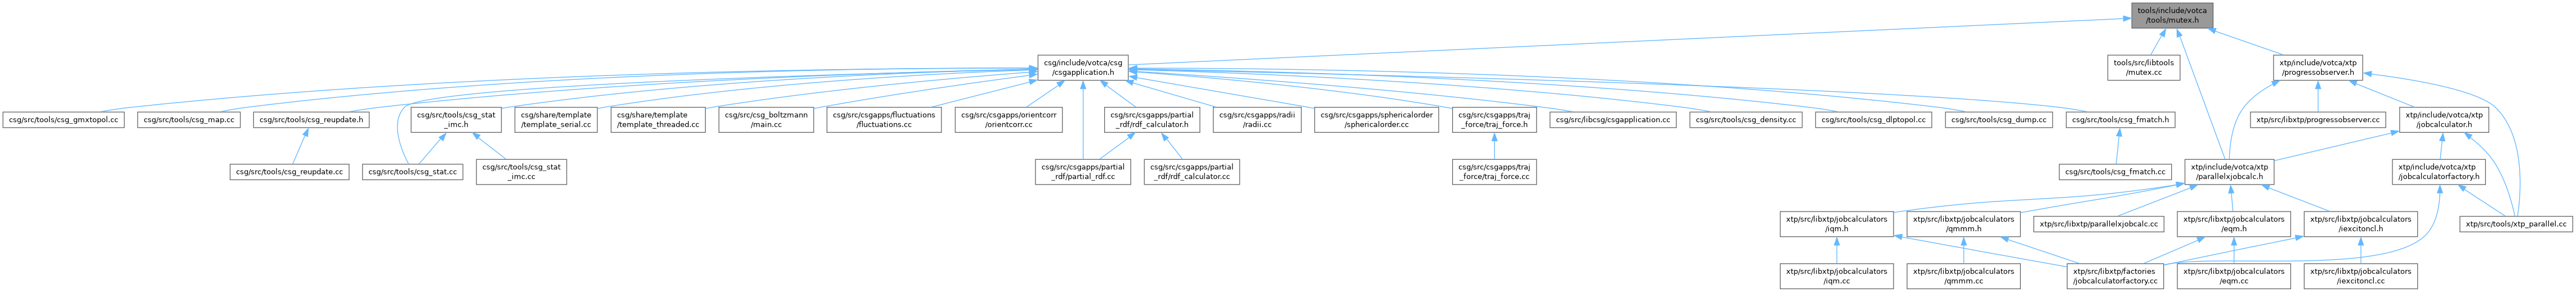 tools/include/votca
/tools/mutex.h
csg/include/votca/csg
/csgapplication.h
tools/src/libtools
/mutex.cc
xtp/include/votca/xtp
/progressobserver.h
csg/src/tools/csg_gmxtopol.cc
csg/src/tools/csg_map.cc
csg/src/tools/csg_reupdate.h
csg/src/tools/csg_stat
_imc.h
csg/share/template
/template_serial.cc
csg/share/template
/template_threaded.cc
csg/src/csg_boltzmann
/main.cc
csg/src/csgapps/fluctuations
/fluctuations.cc
csg/src/csgapps/orientcorr
/orientcorr.cc
csg/src/csgapps/partial
_rdf/rdf_calculator.h
csg/src/csgapps/radii
/radii.cc
csg/src/csgapps/sphericalorder
/sphericalorder.cc
csg/src/csgapps/traj
_force/traj_force.h
csg/src/libcsg/csgapplication.cc
csg/src/tools/csg_density.cc
csg/src/tools/csg_dlptopol.cc
csg/src/tools/csg_dump.cc
csg/src/tools/csg_fmatch.h
xtp/src/libxtp/progressobserver.cc
xtp/include/votca/xtp
/jobcalculator.h
csg/src/tools/csg_reupdate.cc
csg/src/tools/csg_stat.cc
csg/src/tools/csg_stat
_imc.cc
csg/src/csgapps/partial
_rdf/partial_rdf.cc
csg/src/csgapps/partial
_rdf/rdf_calculator.cc
csg/src/csgapps/traj
_force/traj_force.cc
csg/src/tools/csg_fmatch.cc
xtp/include/votca/xtp
/parallelxjobcalc.h
xtp/include/votca/xtp
/jobcalculatorfactory.h
xtp/src/libxtp/jobcalculators
/iqm.h
xtp/src/libxtp/jobcalculators
/qmmm.h
xtp/src/libxtp/parallelxjobcalc.cc
xtp/src/libxtp/jobcalculators
/eqm.h
xtp/src/libxtp/jobcalculators
/iexcitoncl.h
xtp/src/tools/xtp_parallel.cc
xtp/src/libxtp/jobcalculators
/iqm.cc
xtp/src/libxtp/jobcalculators
/qmmm.cc
xtp/src/libxtp/factories
/jobcalculatorfactory.cc
xtp/src/libxtp/jobcalculators
/eqm.cc
xtp/src/libxtp/jobcalculators
/iexcitoncl.cc